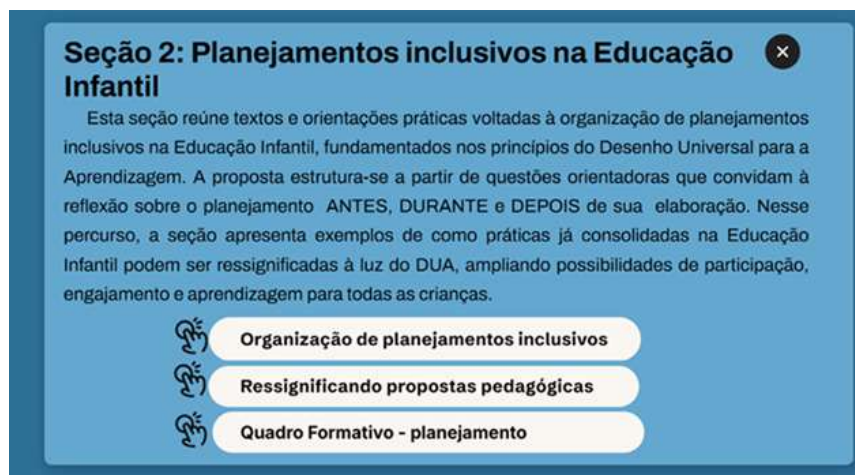 Seção 2: Planejamentos inclusivos na Educação
Infantil
Esta seção reúne textos e orientações práticas voltadas à organização de planejamentos
inclusivos na Educação Infantil, fundamentados nos princípios do Desenho Universal para a
Aprendizagem. A proposta estrutura-se a partir de questões orientadoras que convidam à
reflexão sobre o planejamento ANTES, DURANTE e DEPOIS de sua elaboração. Nesse
percurso, a seção apresenta exemplos de como práticas já consolidadas na Educação
Infantil podem ser ressignificadas à luz do DUA, ampliando possibilidades de participação,
engajamento e aprendizagem para todas as crianças.
Organização de planejamentos inclusivos
Ressignificando propostas pedagógicas
Quadro Formativo - planejamento